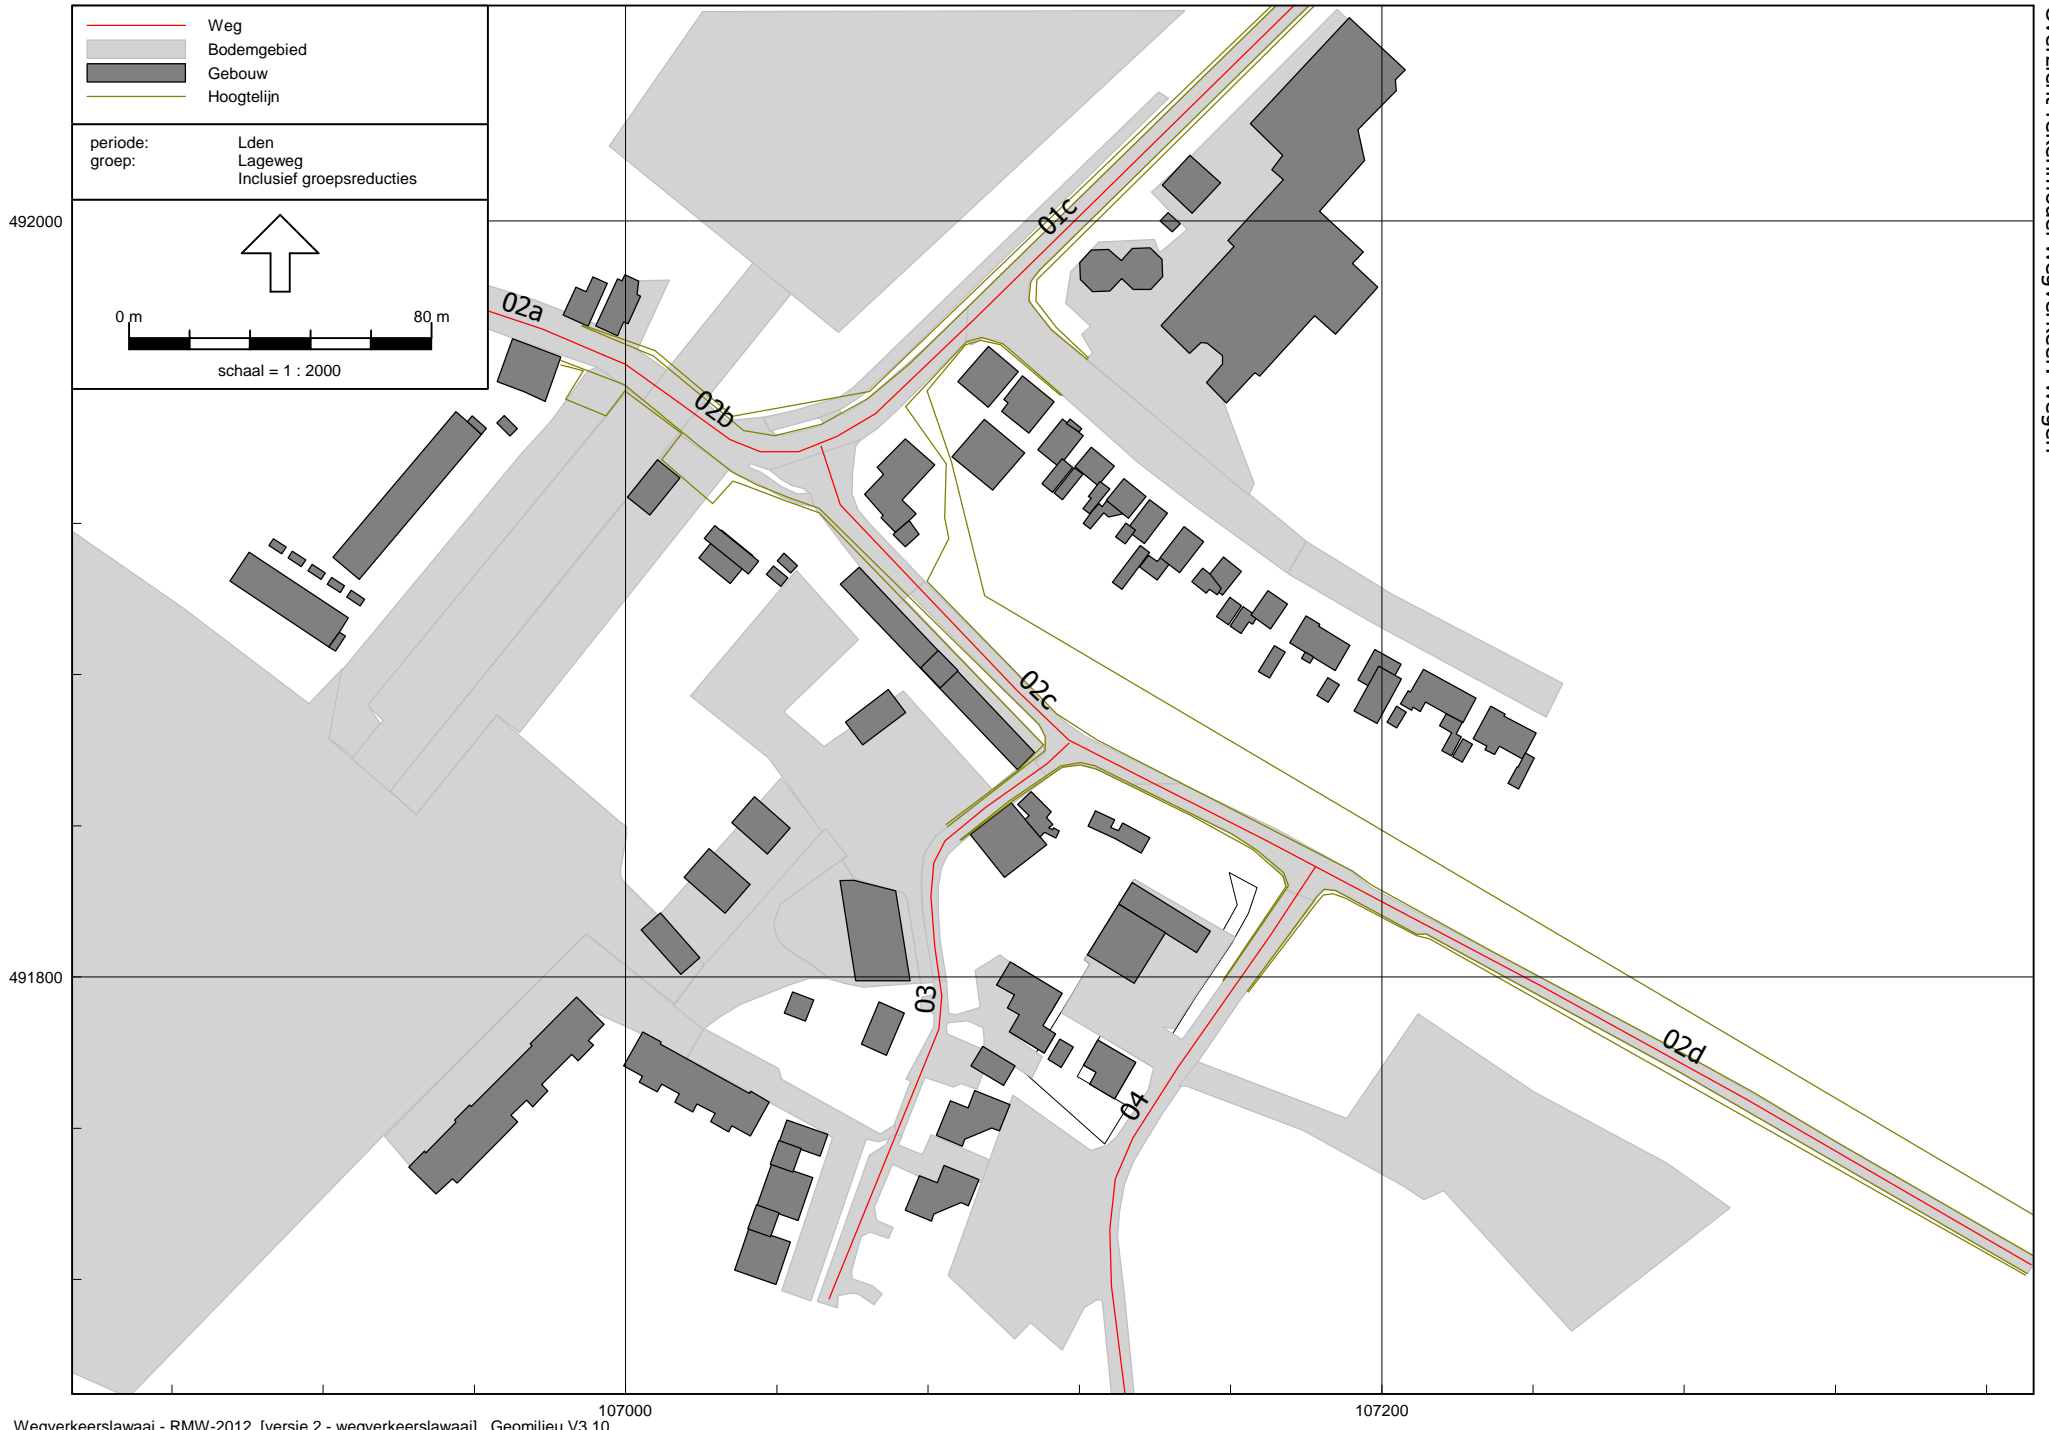 Weg
Bodemgebied
Gebouw
Hoogtelijn
periode: Lden
groep: Lageweg
Inclusief groepsreducties
0 m 80 m
schaal = 1 : 2000
492000
491800
107000
107200
01c
02a
02b
02c
02d
03
04
Wegverkeerslawaai - RMW-2012, [versie 2 - wegverkeerslawaai] , Geomilieu V3.10